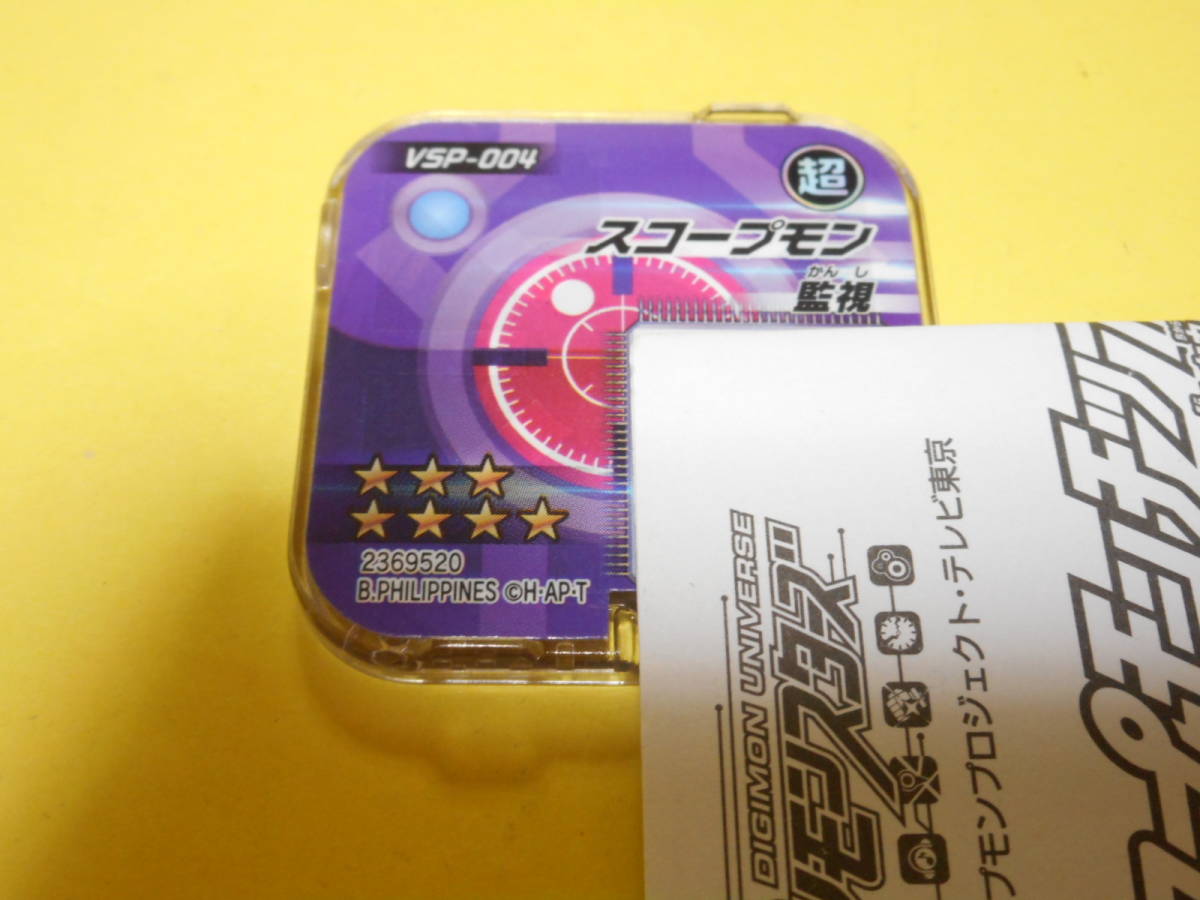 VSP-004
超
スコープモン
かんし
監視
2369520
B.PHILIPPINES ©H·AP·T
DIGIMON UNIVERSE
プモンプロジェクト・テレビ東京